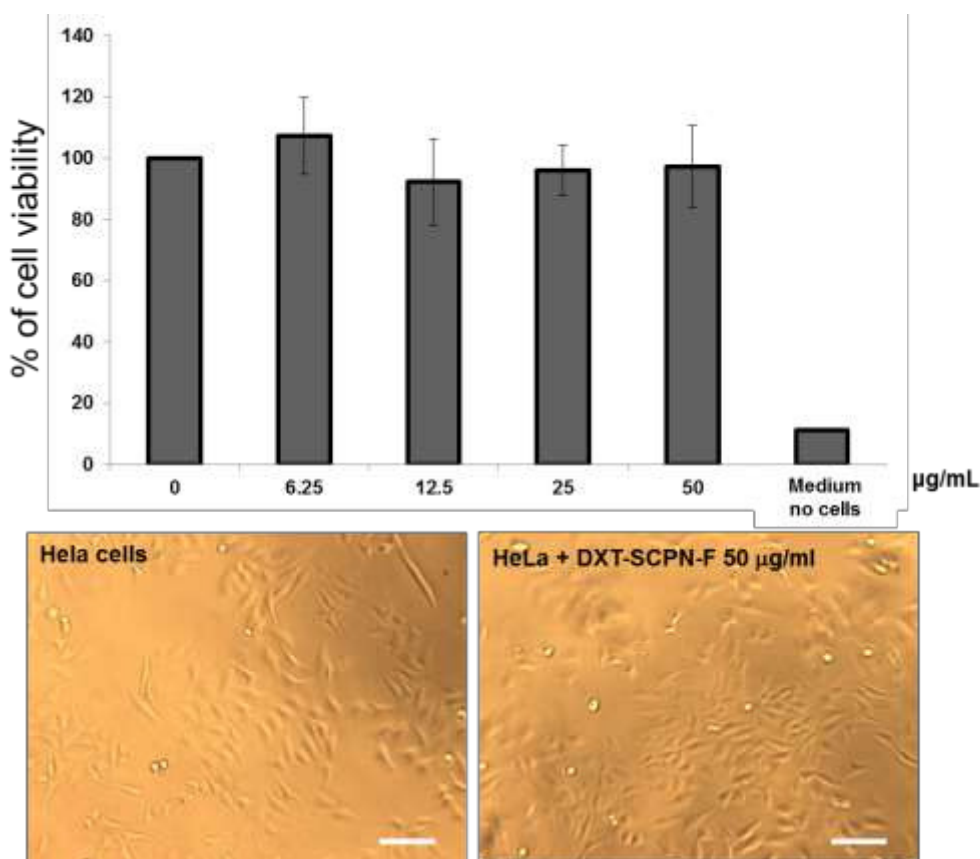 % of cell viability
140
120
100
80
60
40
20
0
0 6.25 12.5 25 50 Medium no cells µg/mL
Hela cells
HeLa + DXT-SCPN-F 50 µg/ml